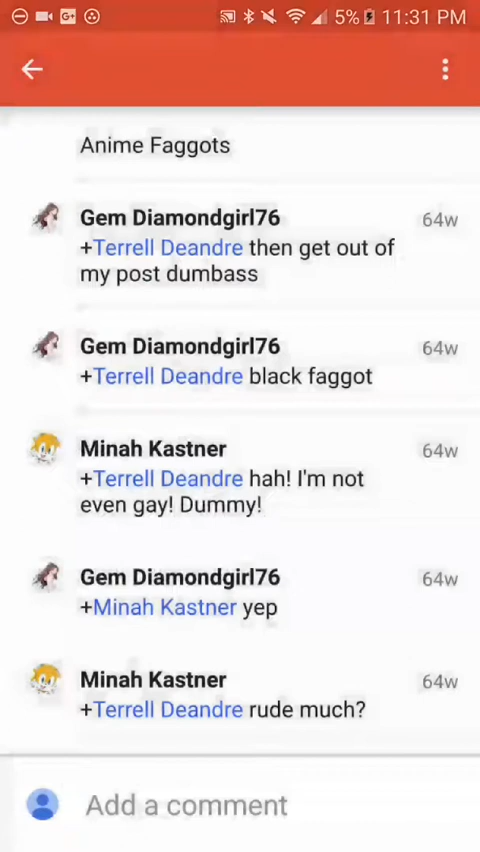 5% 11:31 PM
Anime Faggots
Gem Diamondgirl76 64w
+Terrell Deandre then get out of
my post dumbass
Gem Diamondgirl76 64w
+Terrell Deandre black faggot
Minah Kastner 64w
+Terrell Deandre hah! I'm not
even gay! Dummy!
Gem Diamondgirl76 64w
+Minah Kastner yep
Minah Kastner 64w
+Terrell Deandre rude much?
Add a comment